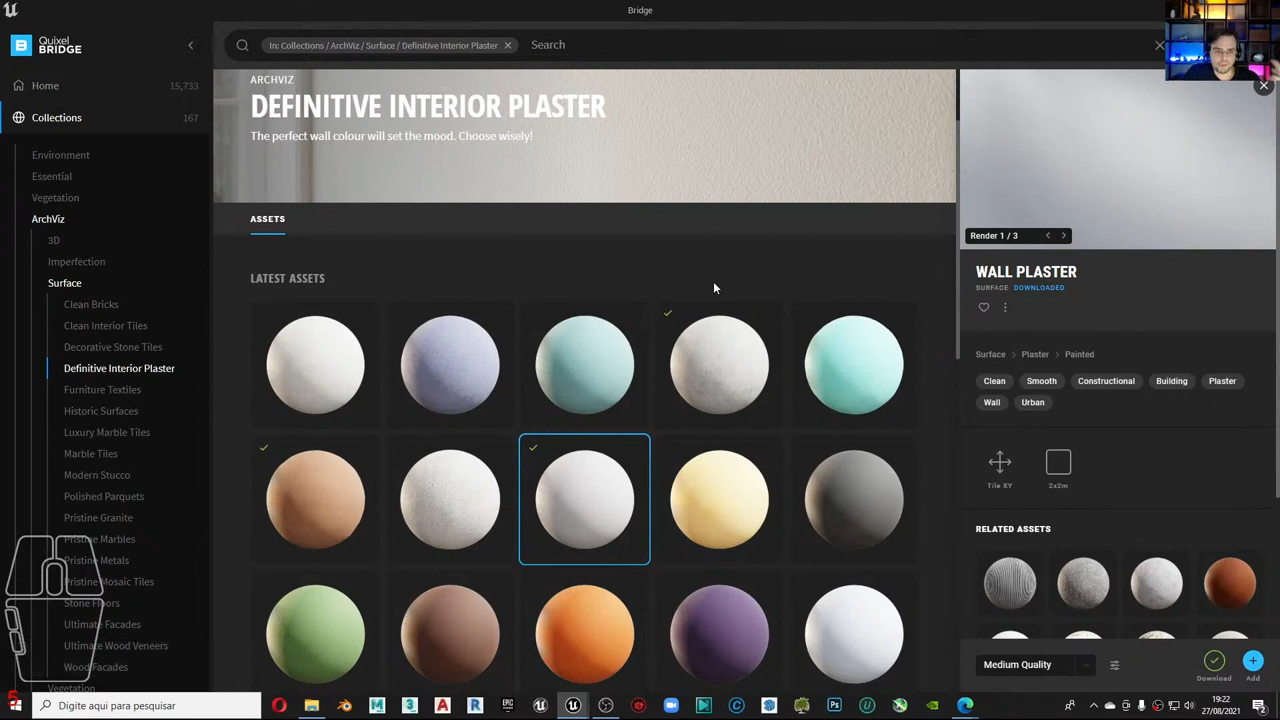 Bridge
Quixel
BRIDGE
In: Collections / ArchViz / Surface / Definitive Interior Plaster
Search
Home 15,733
Collections 167
Environment
Essential
Vegetation
ArchViz
3D
Imperfection
Surface
Clean Bricks
Clean Interior Tiles
Decorative Stone Tiles
Definitive Interior Plaster
Furniture Textiles
Historic Surfaces
Luxury Marble Tiles
Marble Tiles
Modern Stucco
Polished Parquets
Pristine Granite
Pristine Marbles
Pristine Metals
Pristine Mosaic Tiles
Stone Floors
Ultimate Facades
Ultimate Wood Veneers
Wood Facades
Vegetation
ARCHVIZ
DEFINITIVE INTERIOR PLASTER
The perfect wall colour will set the mood. Choose wisely!
ASSETS
LATEST ASSETS
Render 1 / 3
WALL PLASTER
SURFACE DOWNLOADED
Surface > Plaster > Painted
Clean Smooth Constructional Building Plaster
Wall Urban
Tile XY 2x2m
RELATED ASSETS
Medium Quality
Download Add
5
Digite aqui para pesquisar
19:22
27/08/2021